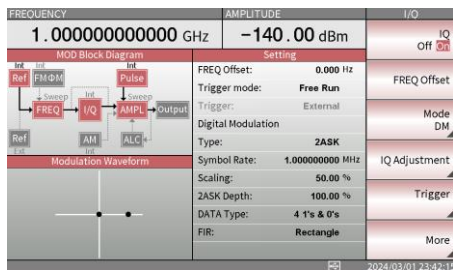 FREQUENCY
AMPLITUDE
I/Q
1.000000000000 GHz
-140.00 dBm
IQ
Off On
MOD Block Diagram
Setting
Int Int
Ref FMΦM Pulse
Sweep Int Sweep
FREQ I/Q AMPL Output
Ref AM ALC
Ext Int
Modulation Waveform
FREQ Offset: 0.000 Hz
Trigger mode: Free Run
Trigger: External
Digital Modulation
Type: 2ASK
Symbol Rate: 1.000000000 MHz
Scaling: 50.00 %
2ASK Depth: 100.00 %
DATA Type: 4 1's & 0's
FIR: Rectangle
FREQ Offset
Mode
DM
IQ Adjustment
Trigger
More
2024/03/01 23:42:15